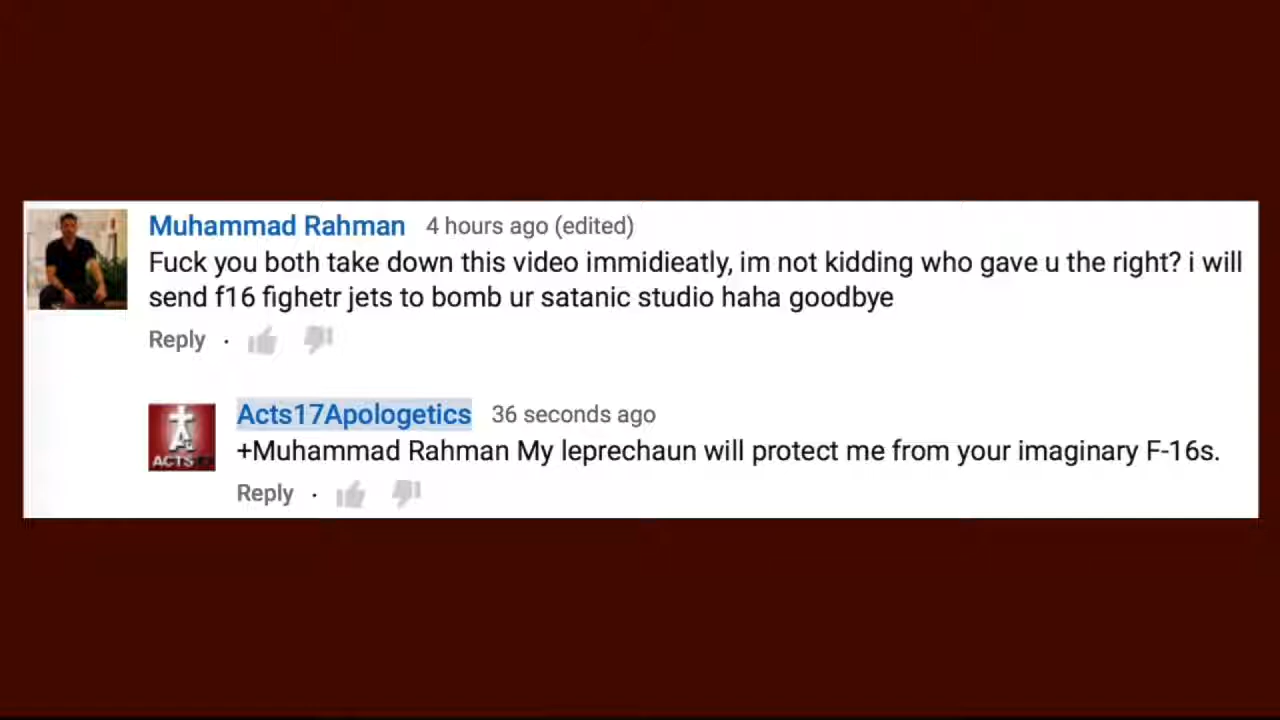 Muhammad Rahman 4 hours ago (edited)
Fuck you both take down this video immidieatly, im not kidding who gave u the right? i will
send f16 fighetr jets to bomb ur satanic studio haha goodbye
Reply ·
Acts17Apologetics 36 seconds ago
+Muhammad Rahman My leprechaun will protect me from your imaginary F-16s.
ACTS
Reply ·